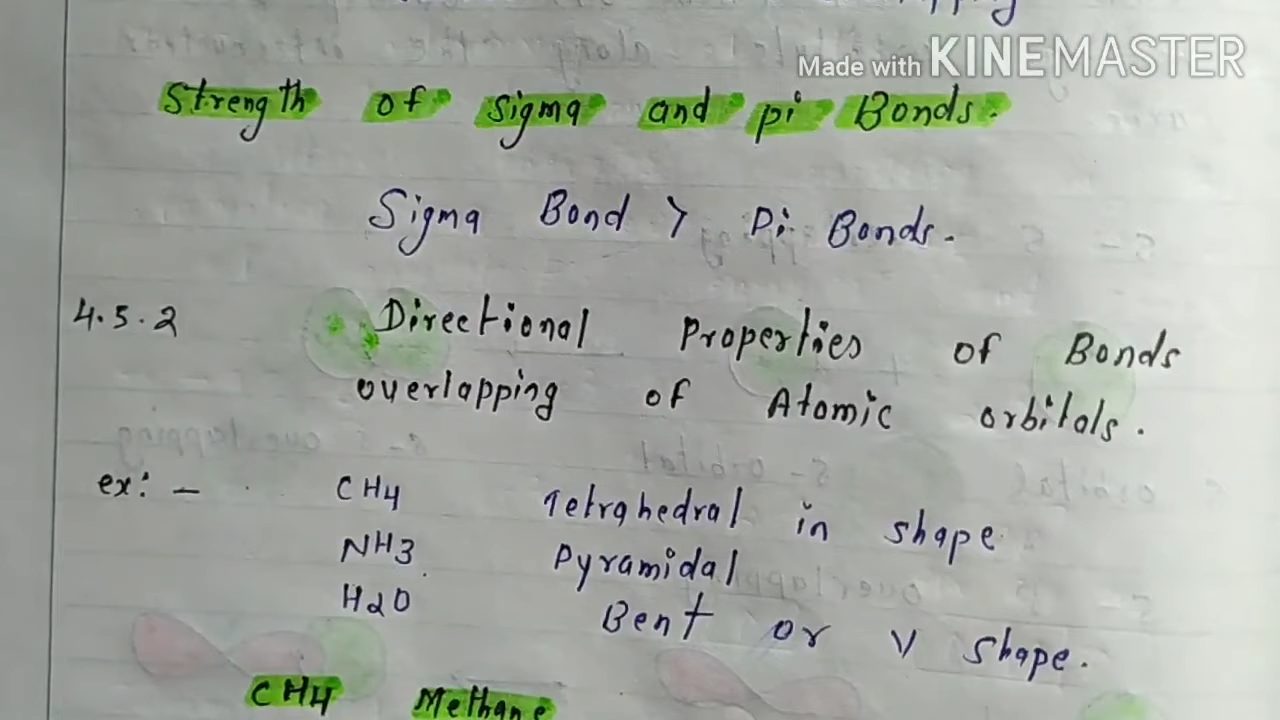 Made with KINEMASTER
Strength of sigma and pi Bonds.
Sigma Bond > Pi Bonds.
4.5.2 Directional Properties of Bonds
overlapping of Atomic orbitals.
ex:- CH4 Tetrahedral in shape
NH3 Pyramidal
H2O Bent or V shape.
CH4 Methane